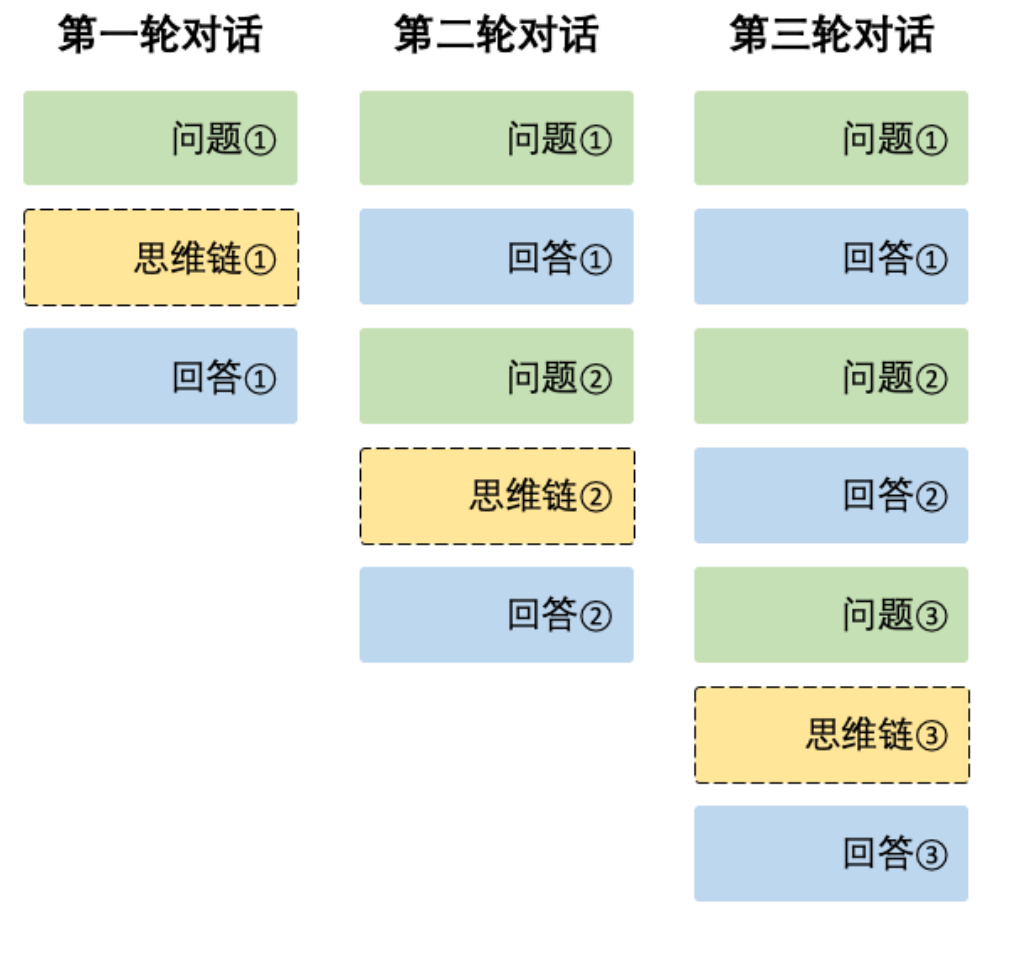 第一轮对话
问题①
思维链①
回答①
第二轮对话
问题①
回答①
问题②
思维链②
回答②
第三轮对话
问题①
回答①
问题②
回答②
问题③
思维链③
回答③